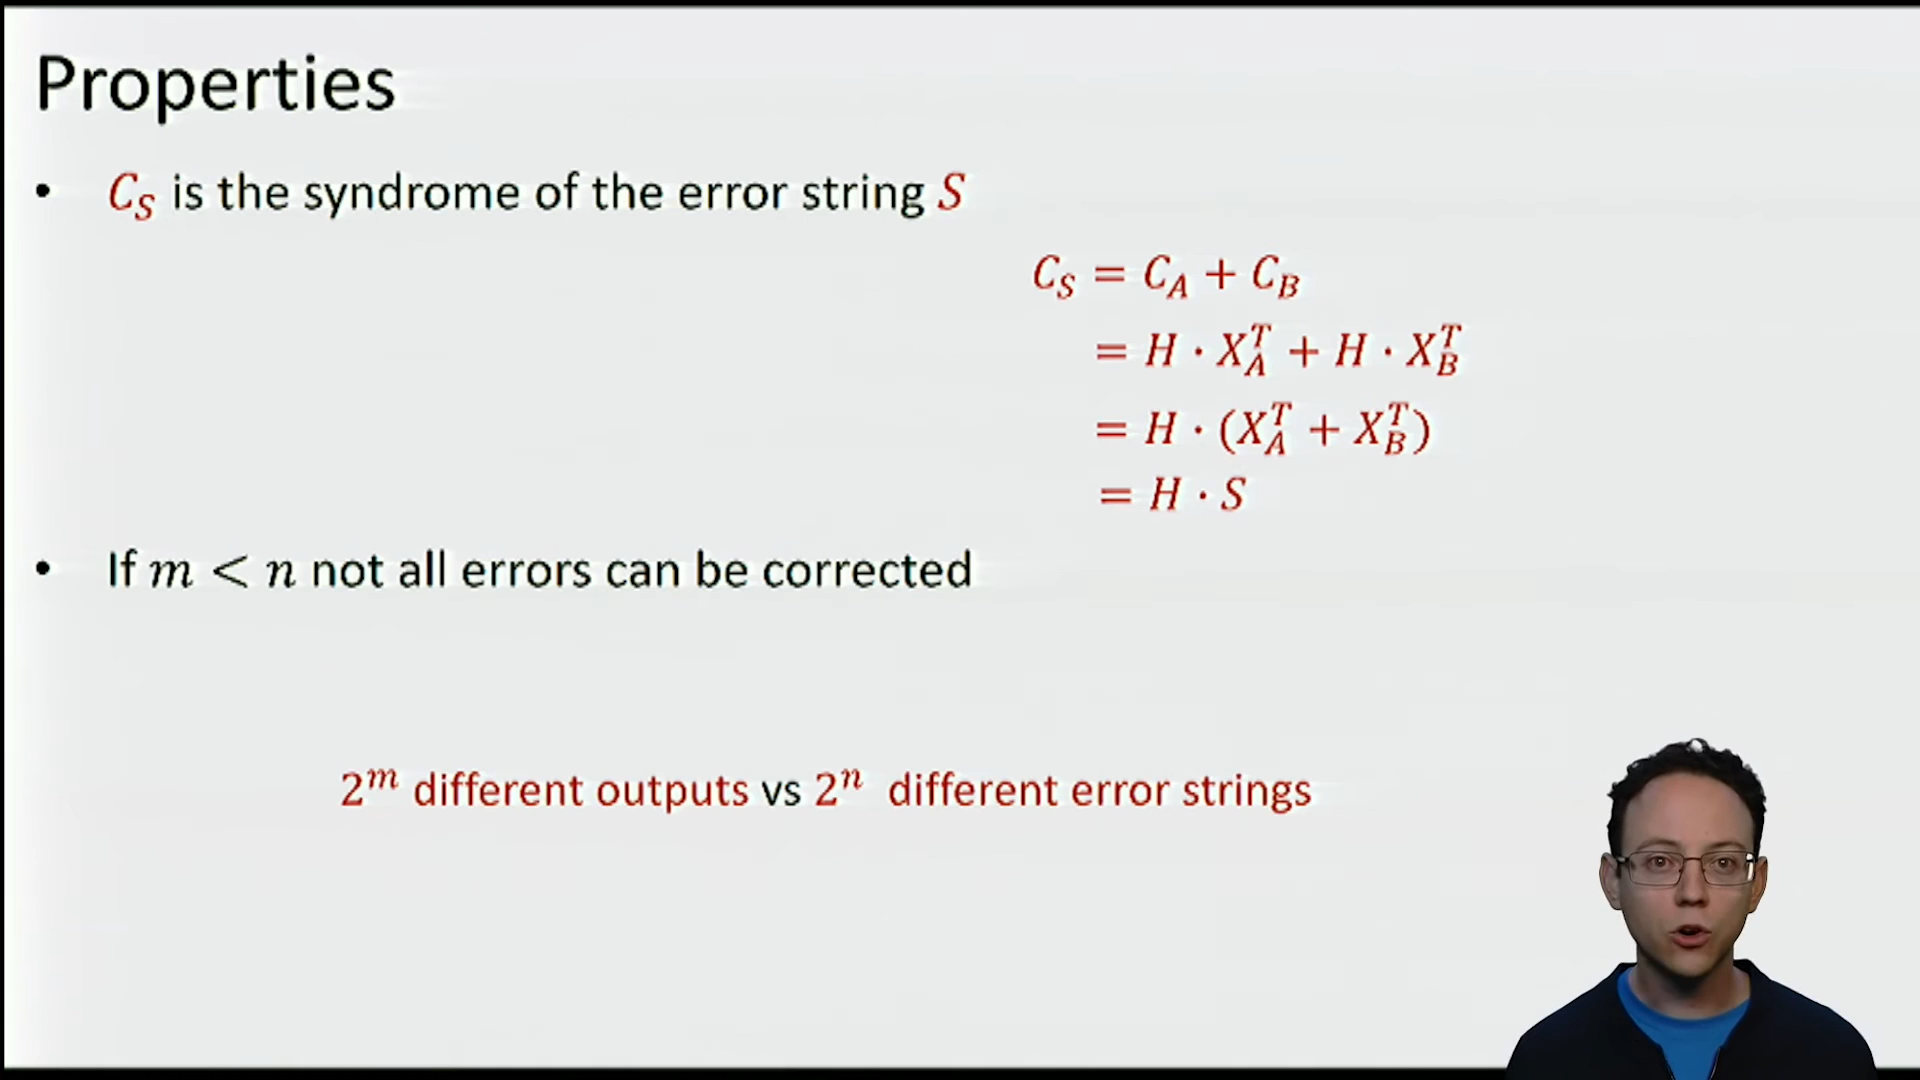 Properties
• C_S is the syndrome of the error string S
C_S = C_A + C_B
= H · X_A^T + H · X_B^T
= H · (X_A^T + X_B^T)
= H · S
• If m < n not all errors can be corrected
2^m different outputs vs 2^n different error strings